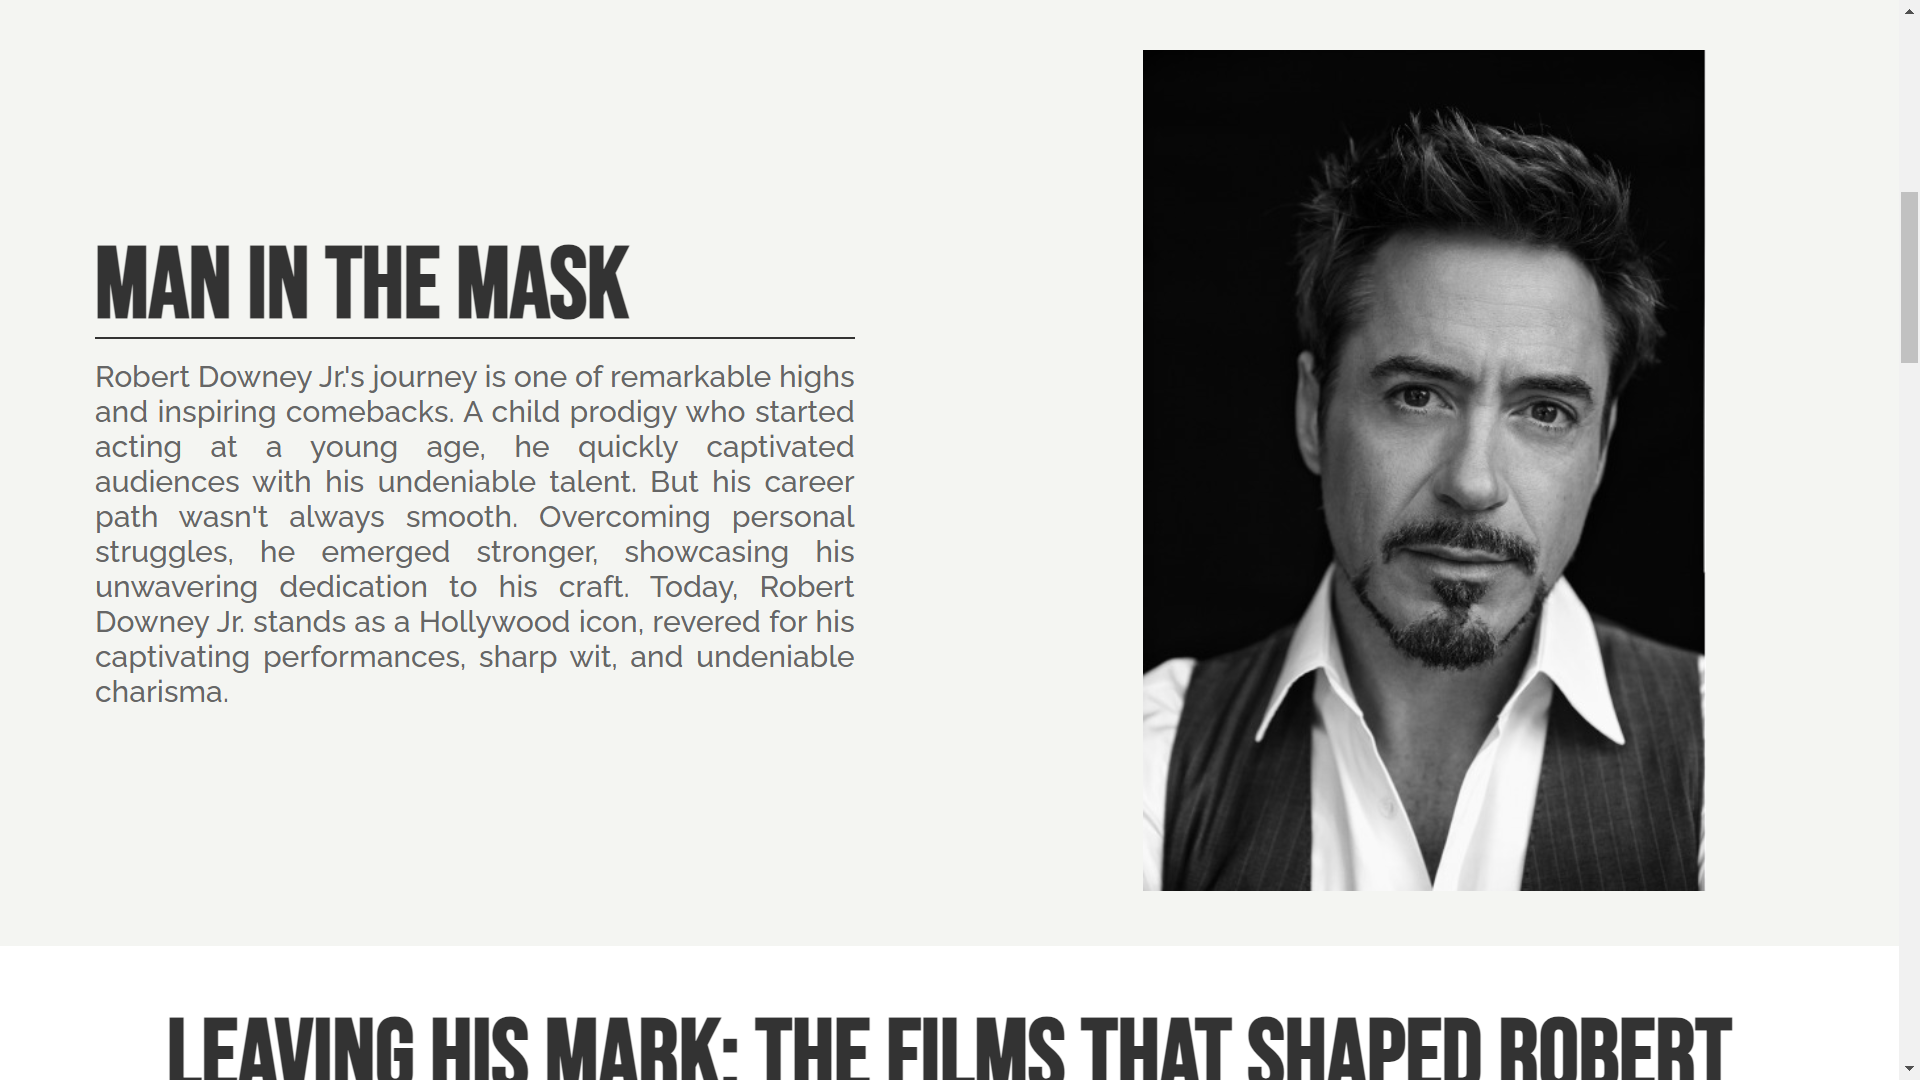 MAN IN THE MASK
Robert Downey Jr.'s journey is one of remarkable highs
and inspiring comebacks. A child prodigy who started
acting at a young age, he quickly captivated
audiences with his undeniable talent. But his career
path wasn't always smooth. Overcoming personal
struggles, he emerged stronger, showcasing his
unwavering dedication to his craft. Today, Robert
Downey Jr. stands as a Hollywood icon, revered for his
captivating performances, sharp wit, and undeniable
charisma.
LEAVING HIS MARK: THE FILMS THAT SHAPED ROBERT